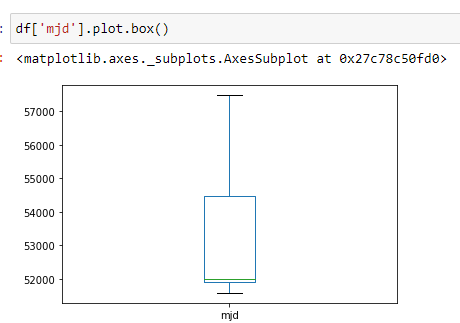 : df['mjd'].plot.box()
: <matplotlib.axes._subplots.AxesSubplot at 0x27c78c50fd0>
57000
56000
55000
54000
53000
52000
mjd